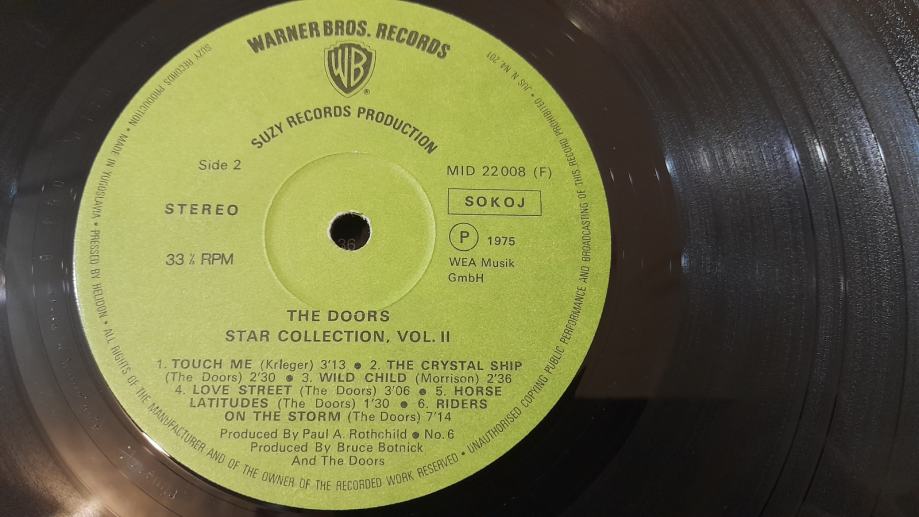 WARNER BROS. RECORDS
WB
®
SUZY RECORDS PRODUCTION
Side 2
MID 22 008 (F)
STEREO
SOKOJ
33 ⅓ RPM
P 1975
WEA Musik
GmbH
36
THE DOORS
STAR COLLECTION, VOL. II
1. TOUCH ME (Krieger) 3'13 ● 2. THE CRYSTAL SHIP
(The Doors) 2'30 ● 3. WILD CHILD (Morrison) 2'36
4. LOVE STREET (The Doors) 3'06 ● 5. HORSE
LATITUDES (The Doors) 1'30 ● 6. RIDERS
ON THE STORM (The Doors) 7'14
Produced By Paul A. Rothchild ● No. 6
Produced By Bruce Botnick
And The Doors
SUZY RECORDS PRODUCTION • MADE IN YUGOSLAVIA • PRESSED BY HELIDON • ALL RIGHTS OF THE MANUFACTURER AND OF THE OWNER OF THE RECORDED WORK RESERVED • UNAUTHORISED COPYING PUBLIC PERFORMANCE AND BROADCASTING OF THIS RECORD PROHIBITED • JUS N N4 201